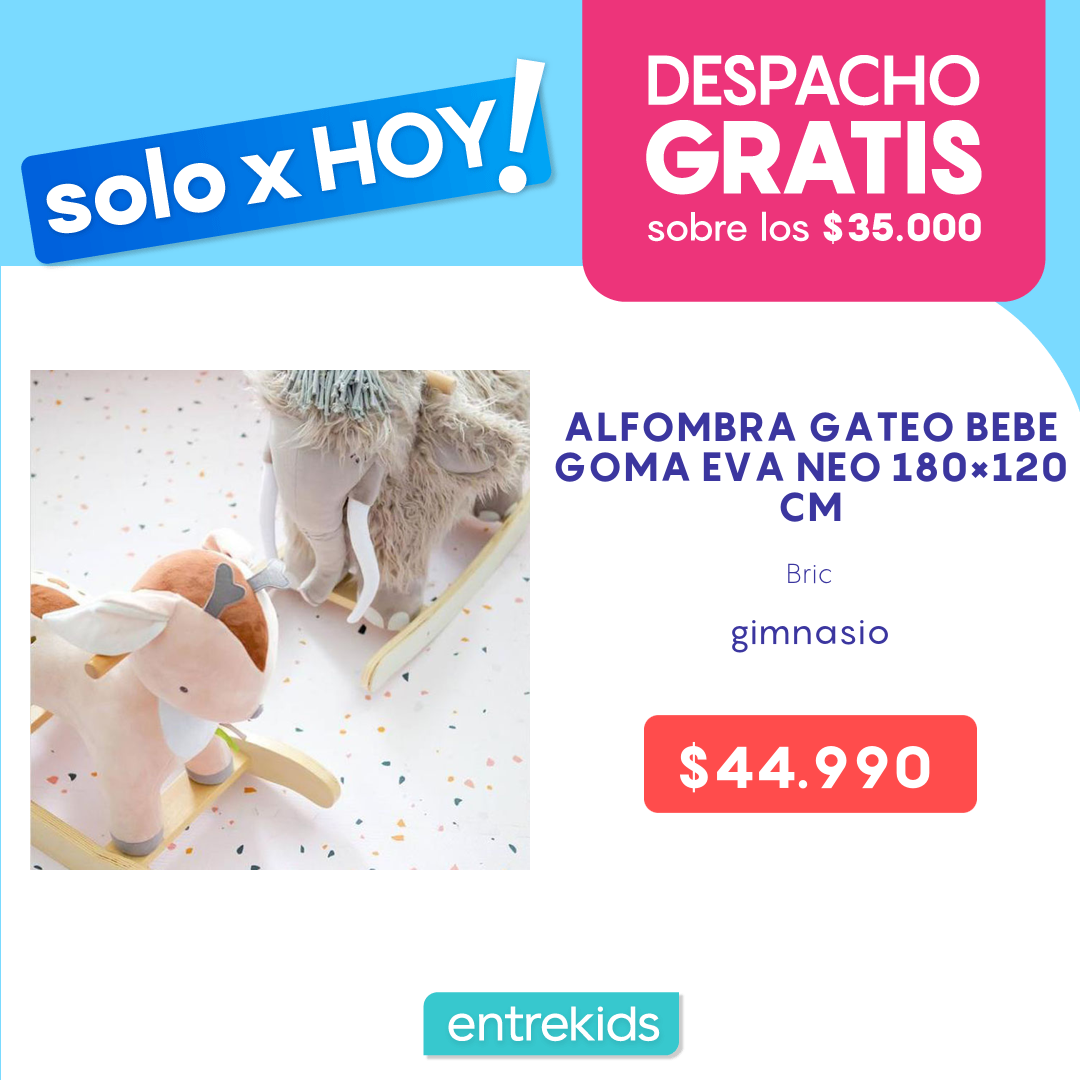 solo x HOY!
DESPACHO
GRATIS
sobre los $35.000
ALFOMBRA GATEO BEBE
GOMA EVA NEO 180×120
CM
Bric
gimnasio
$44.990
entrekids